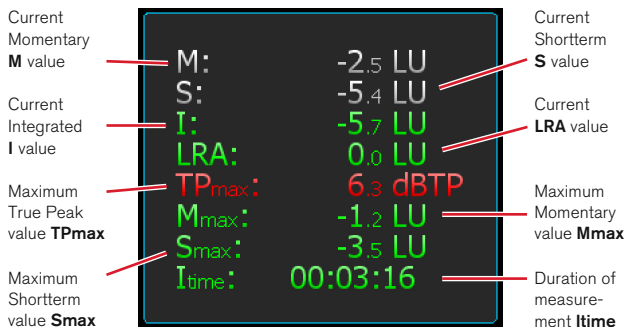 Current
Momentary
M value
Current
Integrated
I value
Maximum
True Peak
value TPmax
Maximum
Shortterm
value Smax
M: -2.5 LU
S: -5.4 LU
I: -5.7 LU
LRA: 0.0 LU
TPmax: 6.3 dBTP
Mmax: -1.2 LU
Smax: -3.5 LU
Itime: 00:03:16
Current
Shortterm
S value
Current
LRA value
Maximum
Momentary
value Mmax
Duration of
measure-
ment Itime